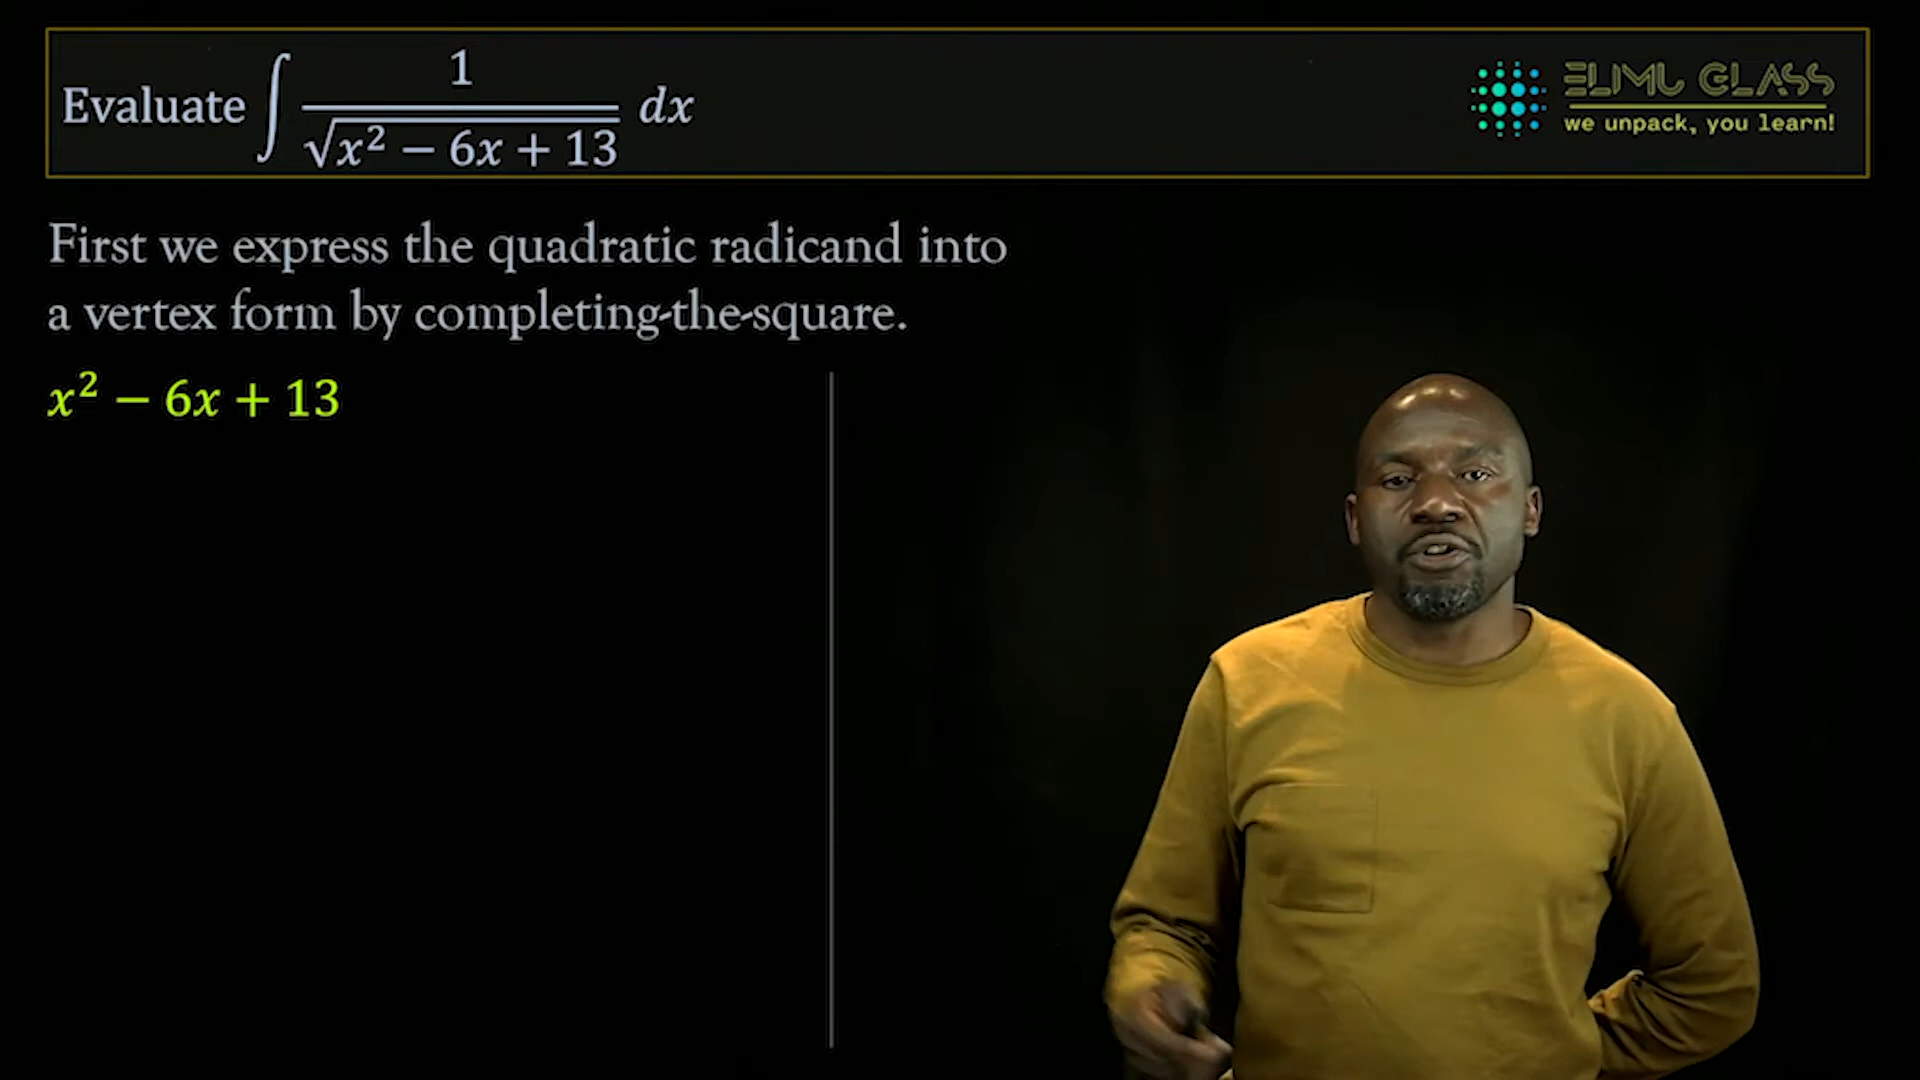 Evaluate ∫ 1/√(x² − 6x + 13) dx
ELIMU CLASS
we unpack, you learn!
First we express the quadratic radicand into
a vertex form by completing-the-square.
x² − 6x + 13